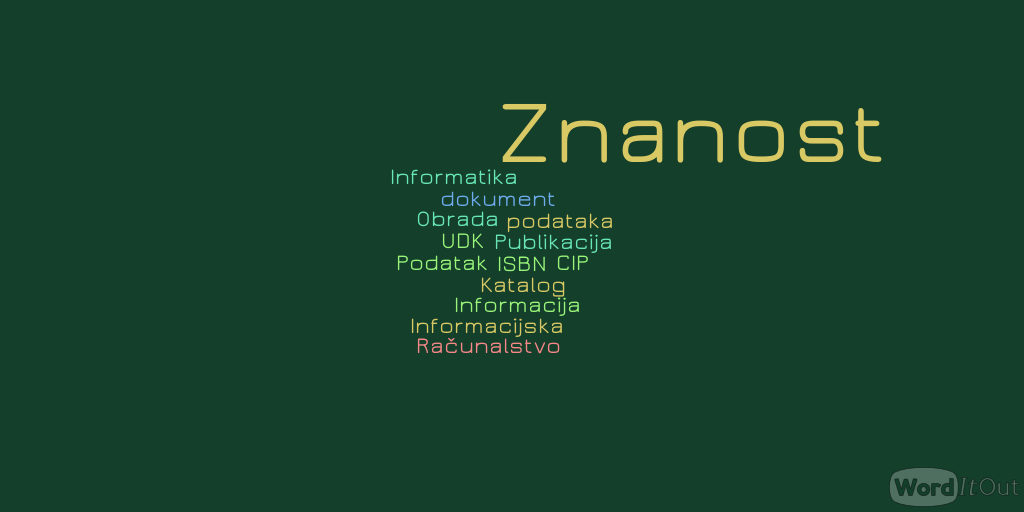 Znanost
Informatika
dokument
Obrada podataka
UDK Publikacija
Podatak ISBN CIP
Katalog
Informacija
Informacijska
Računalstvo
WordItOut